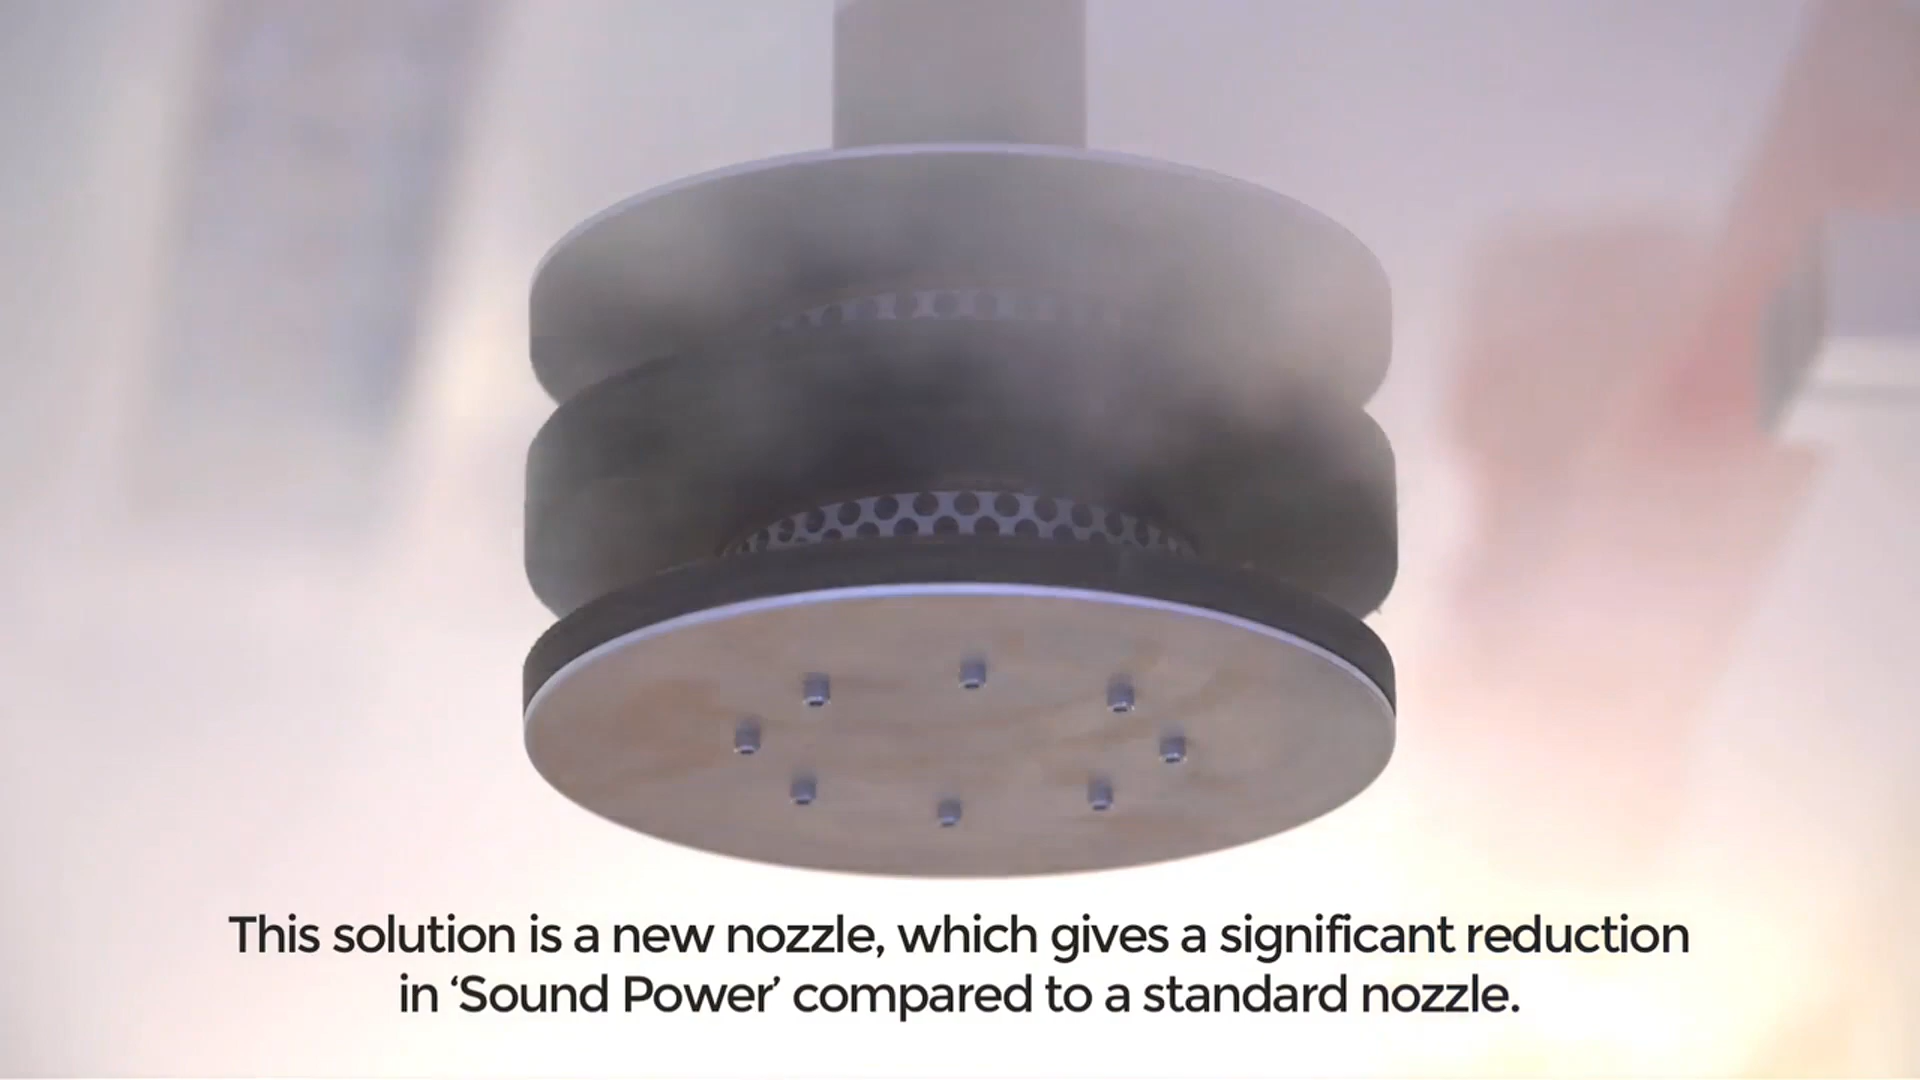 This solution is a new nozzle, which gives a significant reduction
in ‘Sound Power’ compared to a standard nozzle.